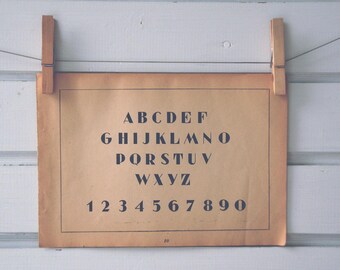 ABCDEF
GHIJKLMNO
PQRSTUV
WXYZ
1234567890